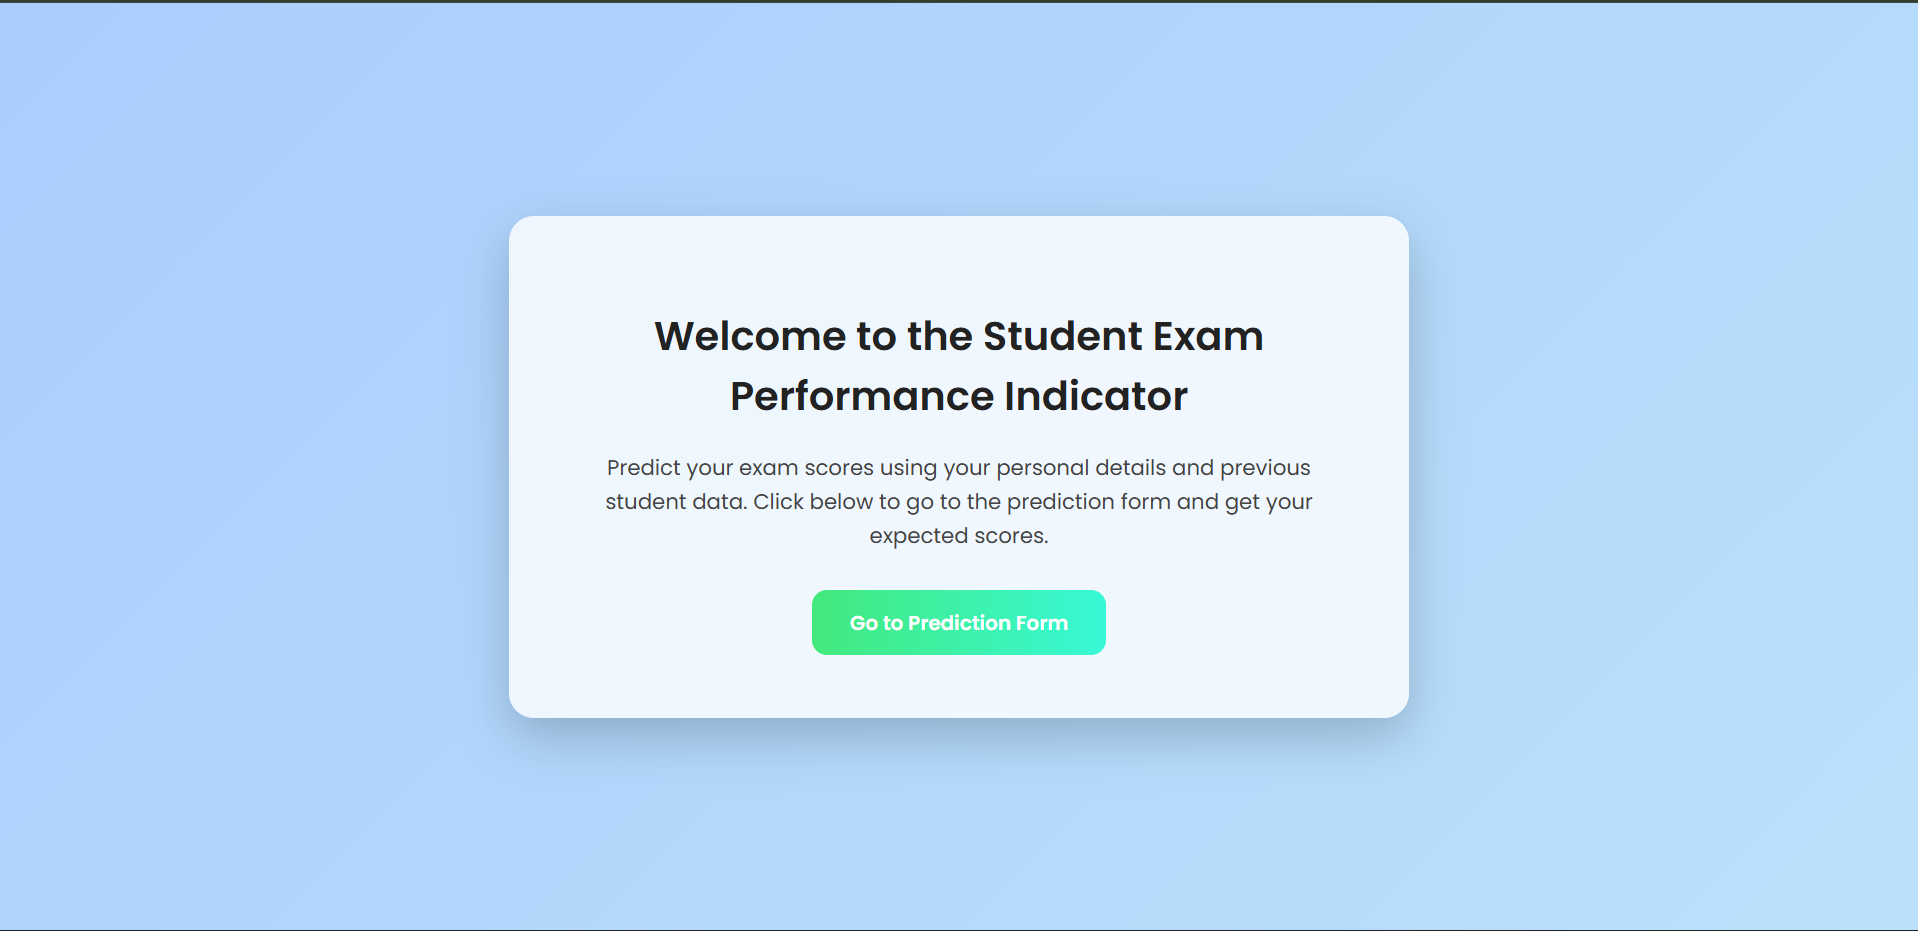 Welcome to the Student Exam
Performance Indicator
Predict your exam scores using your personal details and previous
student data. Click below to go to the prediction form and get your
expected scores.
Go to Prediction Form